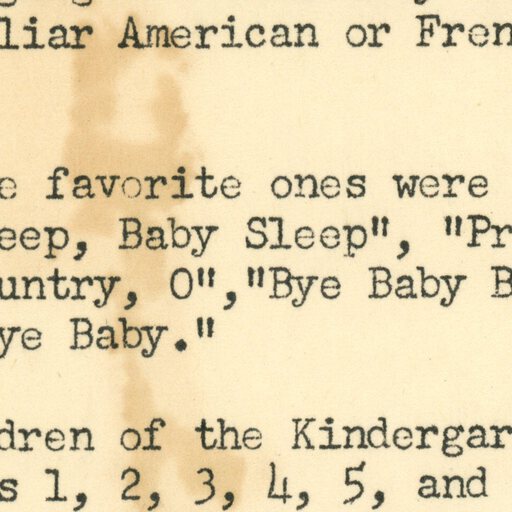 liar American or Fren
e favorite ones were
eep, Baby Sleep", "Pr
untry, O","Bye Baby B
ye Baby."
dren of the Kindergar
s 1, 2, 3, 4, 5, and